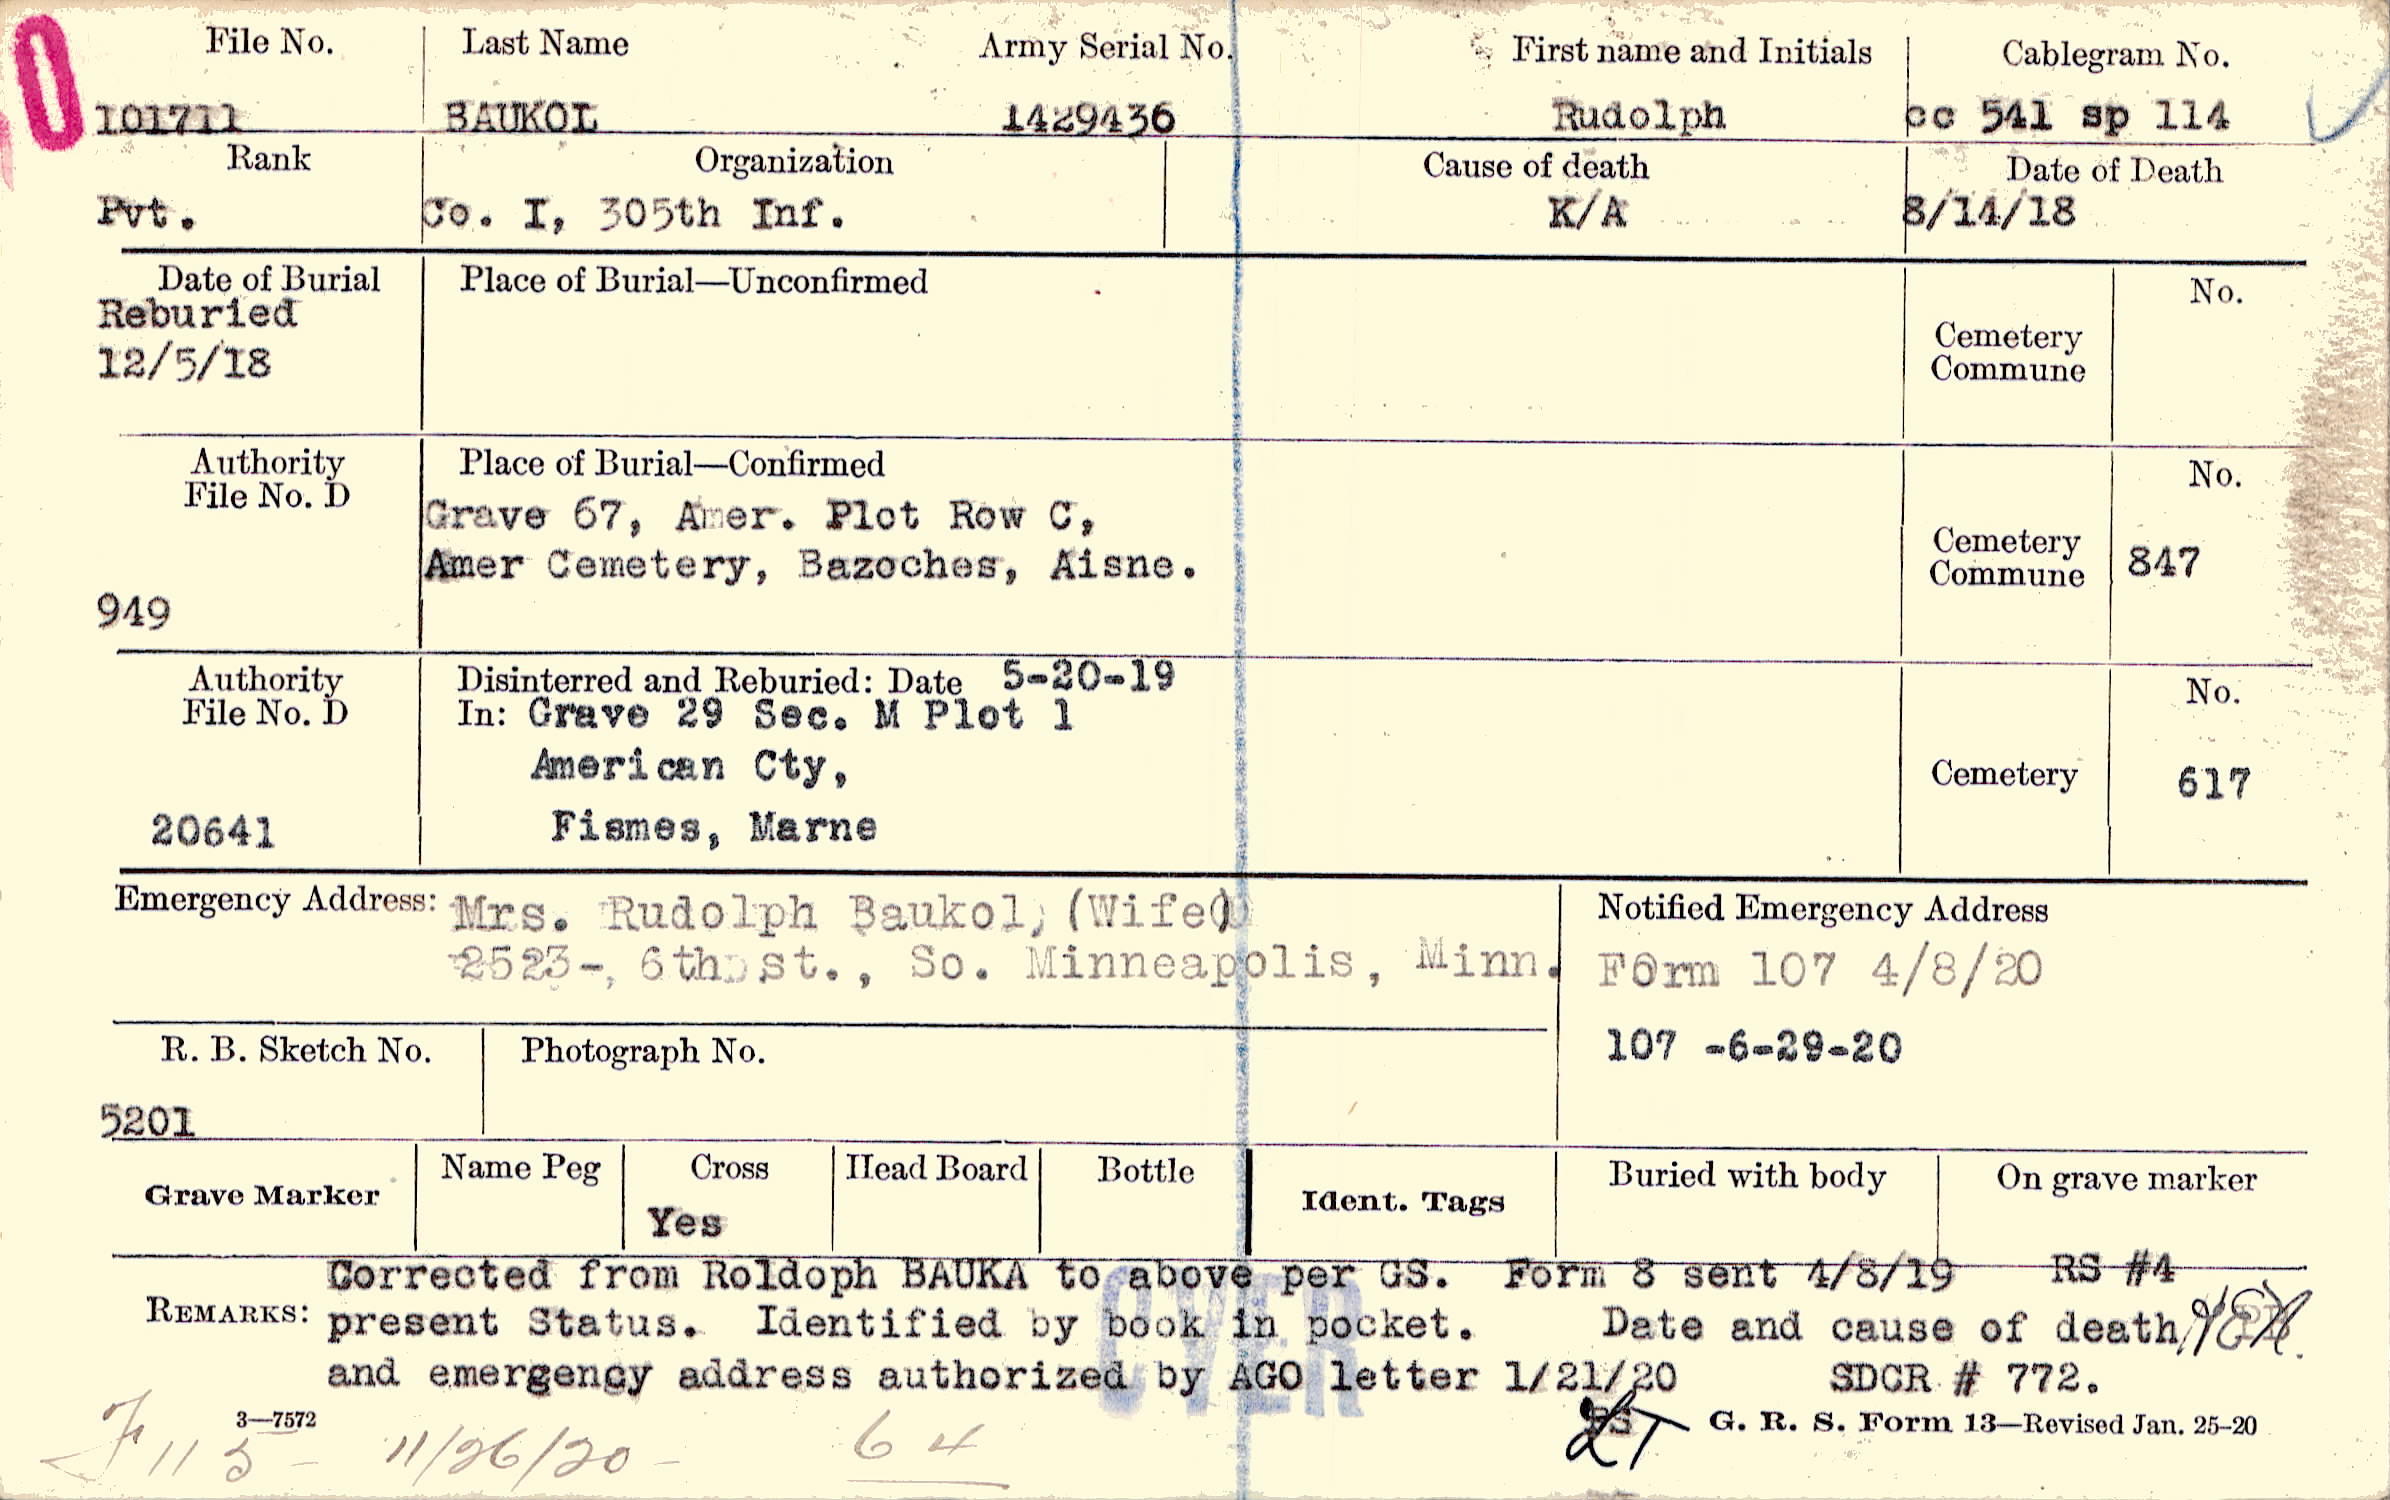 File No. Last Name Army Serial No. First name and Initials Cablegram No.
101711 BAUKOL 1429436 Rudolph cc 541 sp 114
Rank Organization Cause of death Date of Death
Pvt. Co. I, 305th Inf. K/A 8/14/18
Date of Burial Place of Burial—Unconfirmed No.
Reburied
12/5/18
Cemetery
Commune
Authority Place of Burial—Confirmed No.
File No. D
Grave 67, Amer. Plot Row C,
Amer Cemetery, Bazoches, Aisne.
Cemetery
Commune 847
949
Authority Disinterred and Reburied: Date 5-20-19 No.
File No. D In: Grave 29 Sec. M Plot 1
American Cty, Cemetery 617
20641 Fismes, Marne
Emergency Address: Mrs. Rudolph Baukol, (Wife) Notified Emergency Address
2523-, 6th st., So. Minneapolis, Minn. Form 107 4/8/20
107 -6-29-20
R. B. Sketch No. Photograph No.
5201
Grave Marker Name Peg Cross Head Board Bottle Ident. Tags Buried with body On grave marker
Yes
Corrected from Roldoph BAUKA to above per GS. Form 8 sent 4/8/19 RS #4
REMARKS: present Status. Identified by book in pocket. Date and cause of death,
and emergency address authorized by AGO letter 1/21/20 SDCR # 772.
OVER
3—7572 RS G. R. S. Form 13—Revised Jan. 25-20
F 115 - 11/26/20 - 64